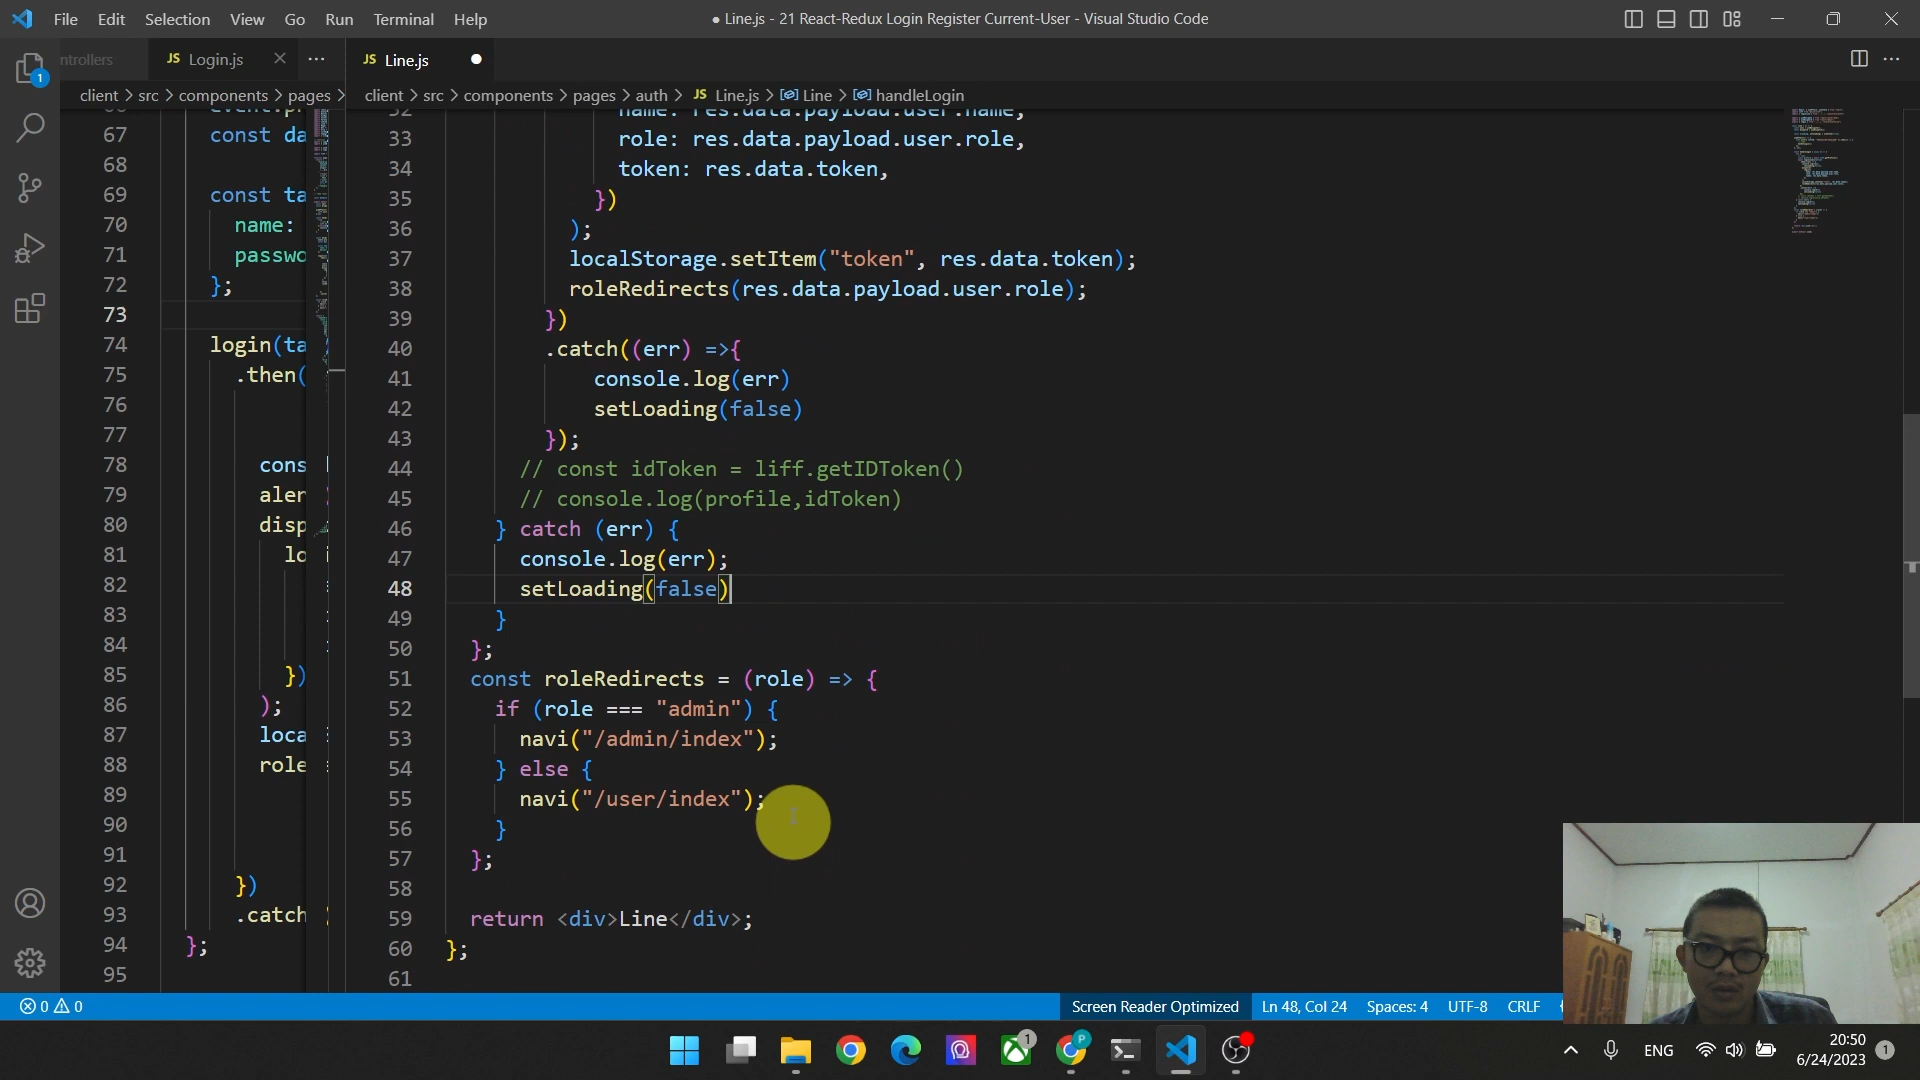 File Edit Selection View Go Run Terminal Help
● Line.js - 21 React-Redux Login Register Current-User - Visual Studio Code
ntrollers
JS Login.js
JS Line.js
client > src > components > pages >
client > src > components > pages > auth > JS Line.js > Line > handleLogin
67 const da
68
69 const ta
70 name:
71 passwo
72 };
73
74 login(ta
75 .then(
76
77
78 cons
79 aler
80 disp
81 lo
82
83
84
85 })
86 );
87 loca
88 role
89
90
91
92 })
93 .catch
94 };
95
32 name: res.data.payload.user.name,
33 role: res.data.payload.user.role,
34 token: res.data.token,
35 })
36 );
37 localStorage.setItem("token", res.data.token);
38 roleRedirects(res.data.payload.user.role);
39 })
40 .catch((err) =>{
41 console.log(err)
42 setLoading(false)
43 });
44 // const idToken = liff.getIDToken()
45 // console.log(profile,idToken)
46 } catch (err) {
47 console.log(err);
48 setLoading(false)
49 }
50 };
51 const roleRedirects = (role) => {
52 if (role === "admin") {
53 navi("/admin/index");
54 } else {
55 navi("/user/index");
56 }
57 };
58
59 return <div>Line</div>;
60 };
61
0 0
Screen Reader Optimized Ln 48, Col 24 Spaces: 4 UTF-8 CRLF
ENG
20:50
6/24/2023